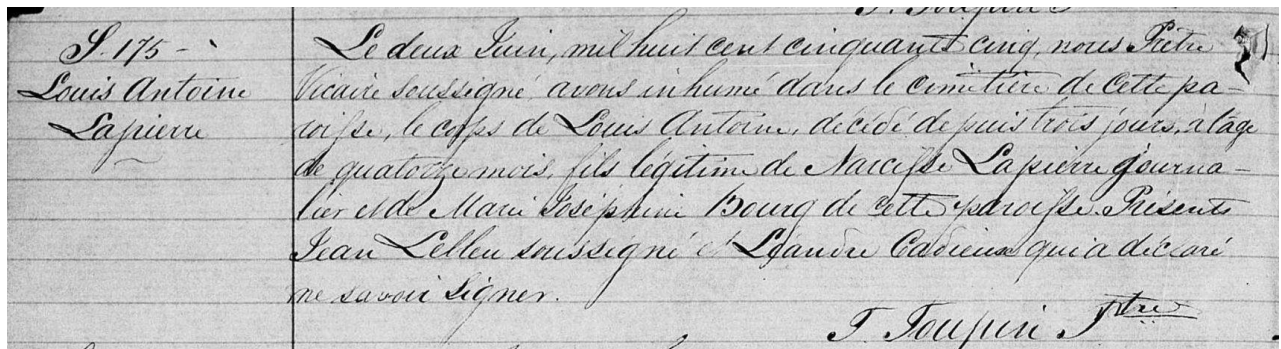 S. 175 -
Louis Antoine
Lapierre
Le deux Juin, mil huit cent cinquante cinq, nous Prêtre
Vicaire soussigné, avons inhumé dans le cimetière de cette pa-
roisse, le corps de Louis Antoine, décédé depuis trois jours, à l'age
de quatorze mois, fils légitime de Narcisse Lapierre journa-
lier et de Marie Joséphine Bourg de cette paroisse. Présents
Jean soussigné et Léandre Cadieux qui a déclaré
ne savoir signer.
T. Toupin Ptre